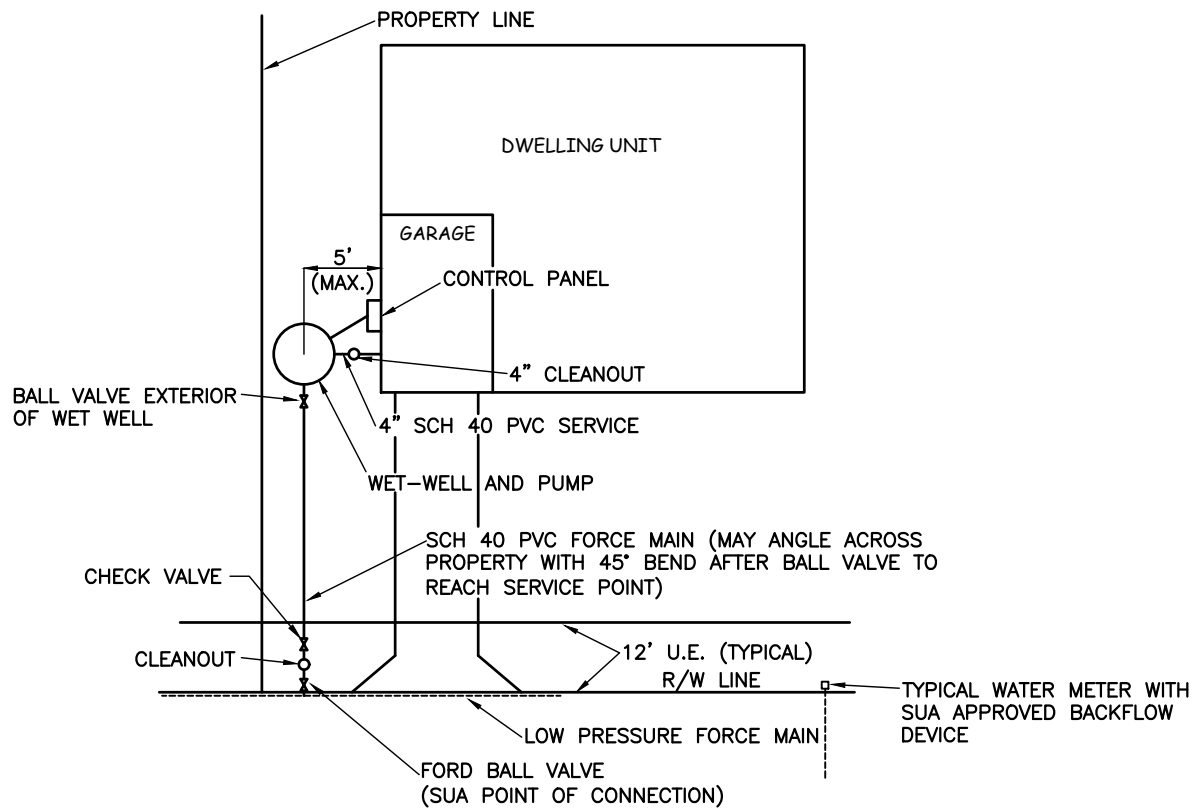 PROPERTY LINE
DWELLING UNIT
GARAGE
5'
(MAX.)
CONTROL PANEL
4" CLEANOUT
BALL VALVE EXTERIOR
OF WET WELL
4" SCH 40 PVC SERVICE
WET-WELL AND PUMP
SCH 40 PVC FORCE MAIN (MAY ANGLE ACROSS
PROPERTY WITH 45° BEND AFTER BALL VALVE TO
REACH SERVICE POINT)
CHECK VALVE
CLEANOUT
12' U.E. (TYPICAL)
R/W LINE
TYPICAL WATER METER WITH
SUA APPROVED BACKFLOW
DEVICE
LOW PRESSURE FORCE MAIN
FORD BALL VALVE
(SUA POINT OF CONNECTION)